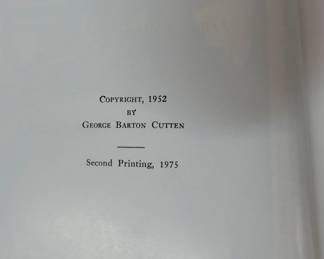 Copyright, 1952
by
George Barton Cutten
Second Printing, 1975